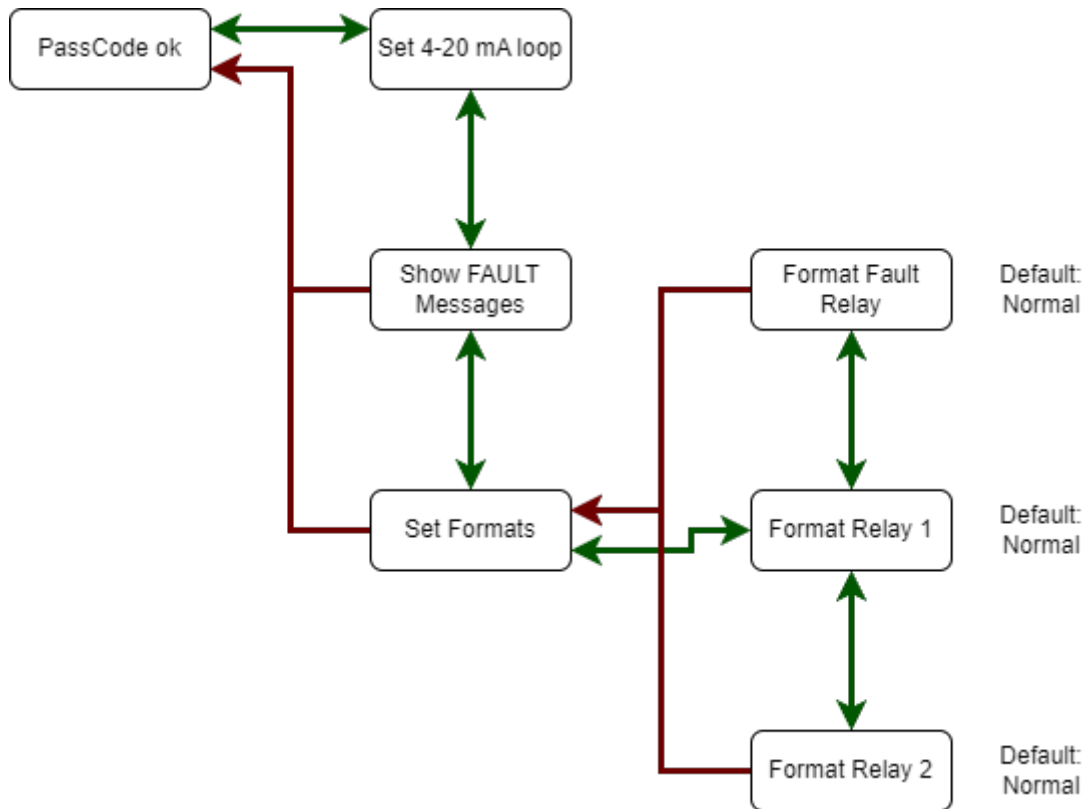 PassCode ok
Set 4-20 mA loop
Show FAULT
Messages
Format Fault
Relay
Default:
Normal
Set Formats
Format Relay 1
Default:
Normal
Format Relay 2
Default:
Normal